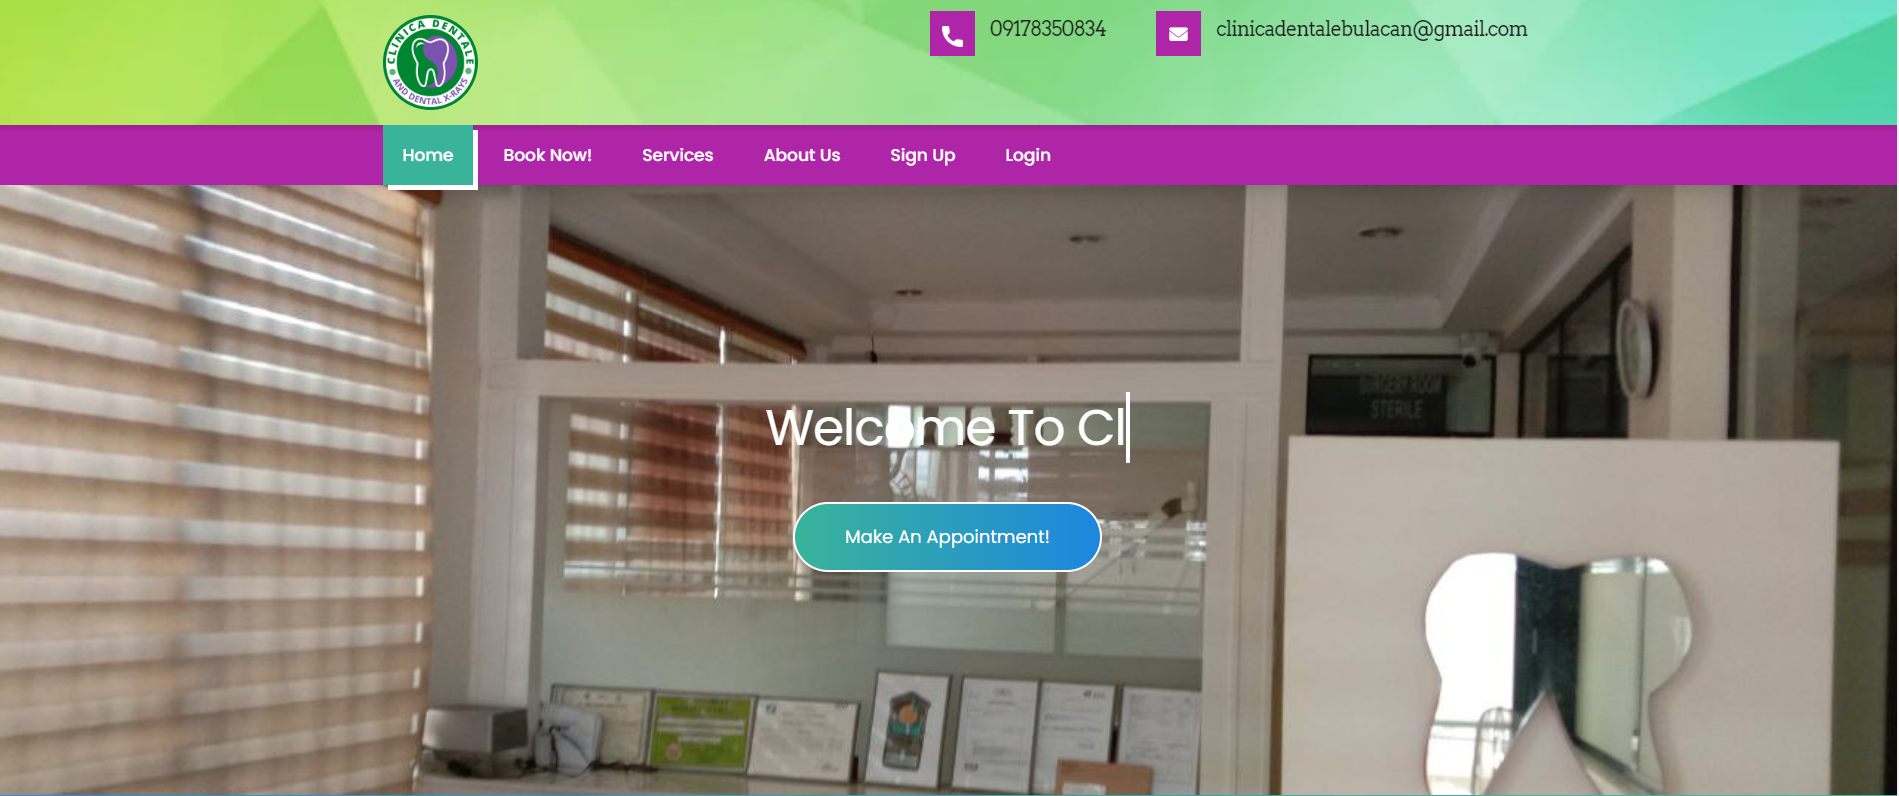 CLINICA DENTALE
AND DENTAL X-RAYS
09178350834
clinicadentalebulacan@gmail.com
Home
Book Now!
Services
About Us
Sign Up
Login
SURGERY ROOM
STERILE
Welcome To Cl
Make An Appointment!